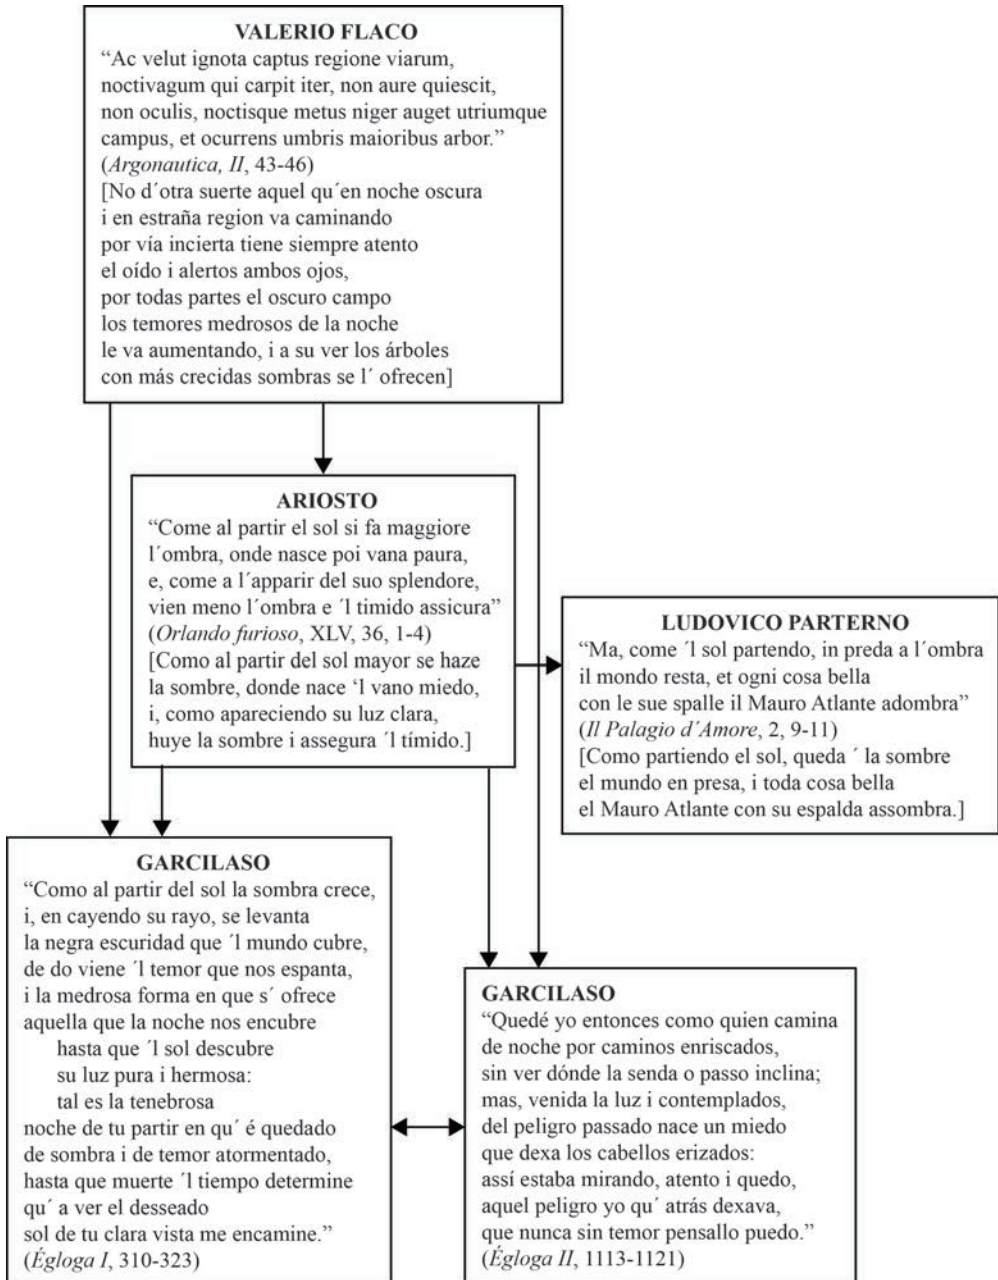 VALERIO FLACO
“Ac velut ignota captus regione viarum,
noctivagum qui carpit iter, non aure quiescit,
non oculis, noctisque metus niger auget utriumque
campus, et ocurrens umbris maioribus arbor.”
(Argonautica, II, 43-46)
[No d´otra suerte aquel qu´en noche oscura
i en estraña region va caminando
por vía incierta tiene siempre atento
el oído i alertos ambos ojos,
por todas partes el oscuro campo
los temores medrosos de la noche
le va aumentando, i a su ver los árboles
con más crecidas sombras se l´ ofrecen]
ARIOSTO
“Come al partir el sol si fa maggiore
l´ombra, onde nasce poi vana paura,
e, come a l´apparir del suo splendore,
vien meno l´ombra e ´l timido assicura”
(Orlando furioso, XLV, 36, 1-4)
[Como al partir del sol mayor se haze
la sombre, donde nace ‘l vano miedo,
i, como apareciendo su luz clara,
huye la sombre i assegura ´l tímido.]
LUDOVICO PARTERNO
“Ma, come ´l sol partendo, in preda a l´ombra
il mondo resta, et ogni cosa bella
con le sue spalle il Mauro Atlante adombra”
(Il Palagio d´Amore, 2, 9-11)
[Como partiendo el sol, queda ´ la sombre
el mundo en presa, i toda cosa bella
el Mauro Atlante con su espalda assombra.]
GARCILASO
“Como al partir del sol la sombra crece,
i, en cayendo su rayo, se levanta
la negra escuridad que ´l mundo cubre,
de do viene ´l temor que nos espanta,
i la medrosa forma en que s´ ofrece
aquella que la noche nos encubre
hasta que ´l sol descubre
su luz pura i hermosa:
tal es la tenebrosa
noche de tu partir en qu´ é quedado
de sombra i de temor atormentado,
hasta que muerte ´l tiempo determine
qu´ a ver el desseado
sol de tu clara vista me encamine.”
(Égloga I, 310-323)
GARCILASO
“Quedé yo entonces como quien camina
de noche por caminos enriscados,
sin ver dónde la senda o passo inclina;
mas, venida la luz i contemplados,
del peligro passado nace un miedo
que dexa los cabellos erizados:
assí estaba mirando, atento i quedo,
aquel peligro yo qu´ atrás dexava,
que nunca sin temor pensallo puedo.”
(Égloga II, 1113-1121)